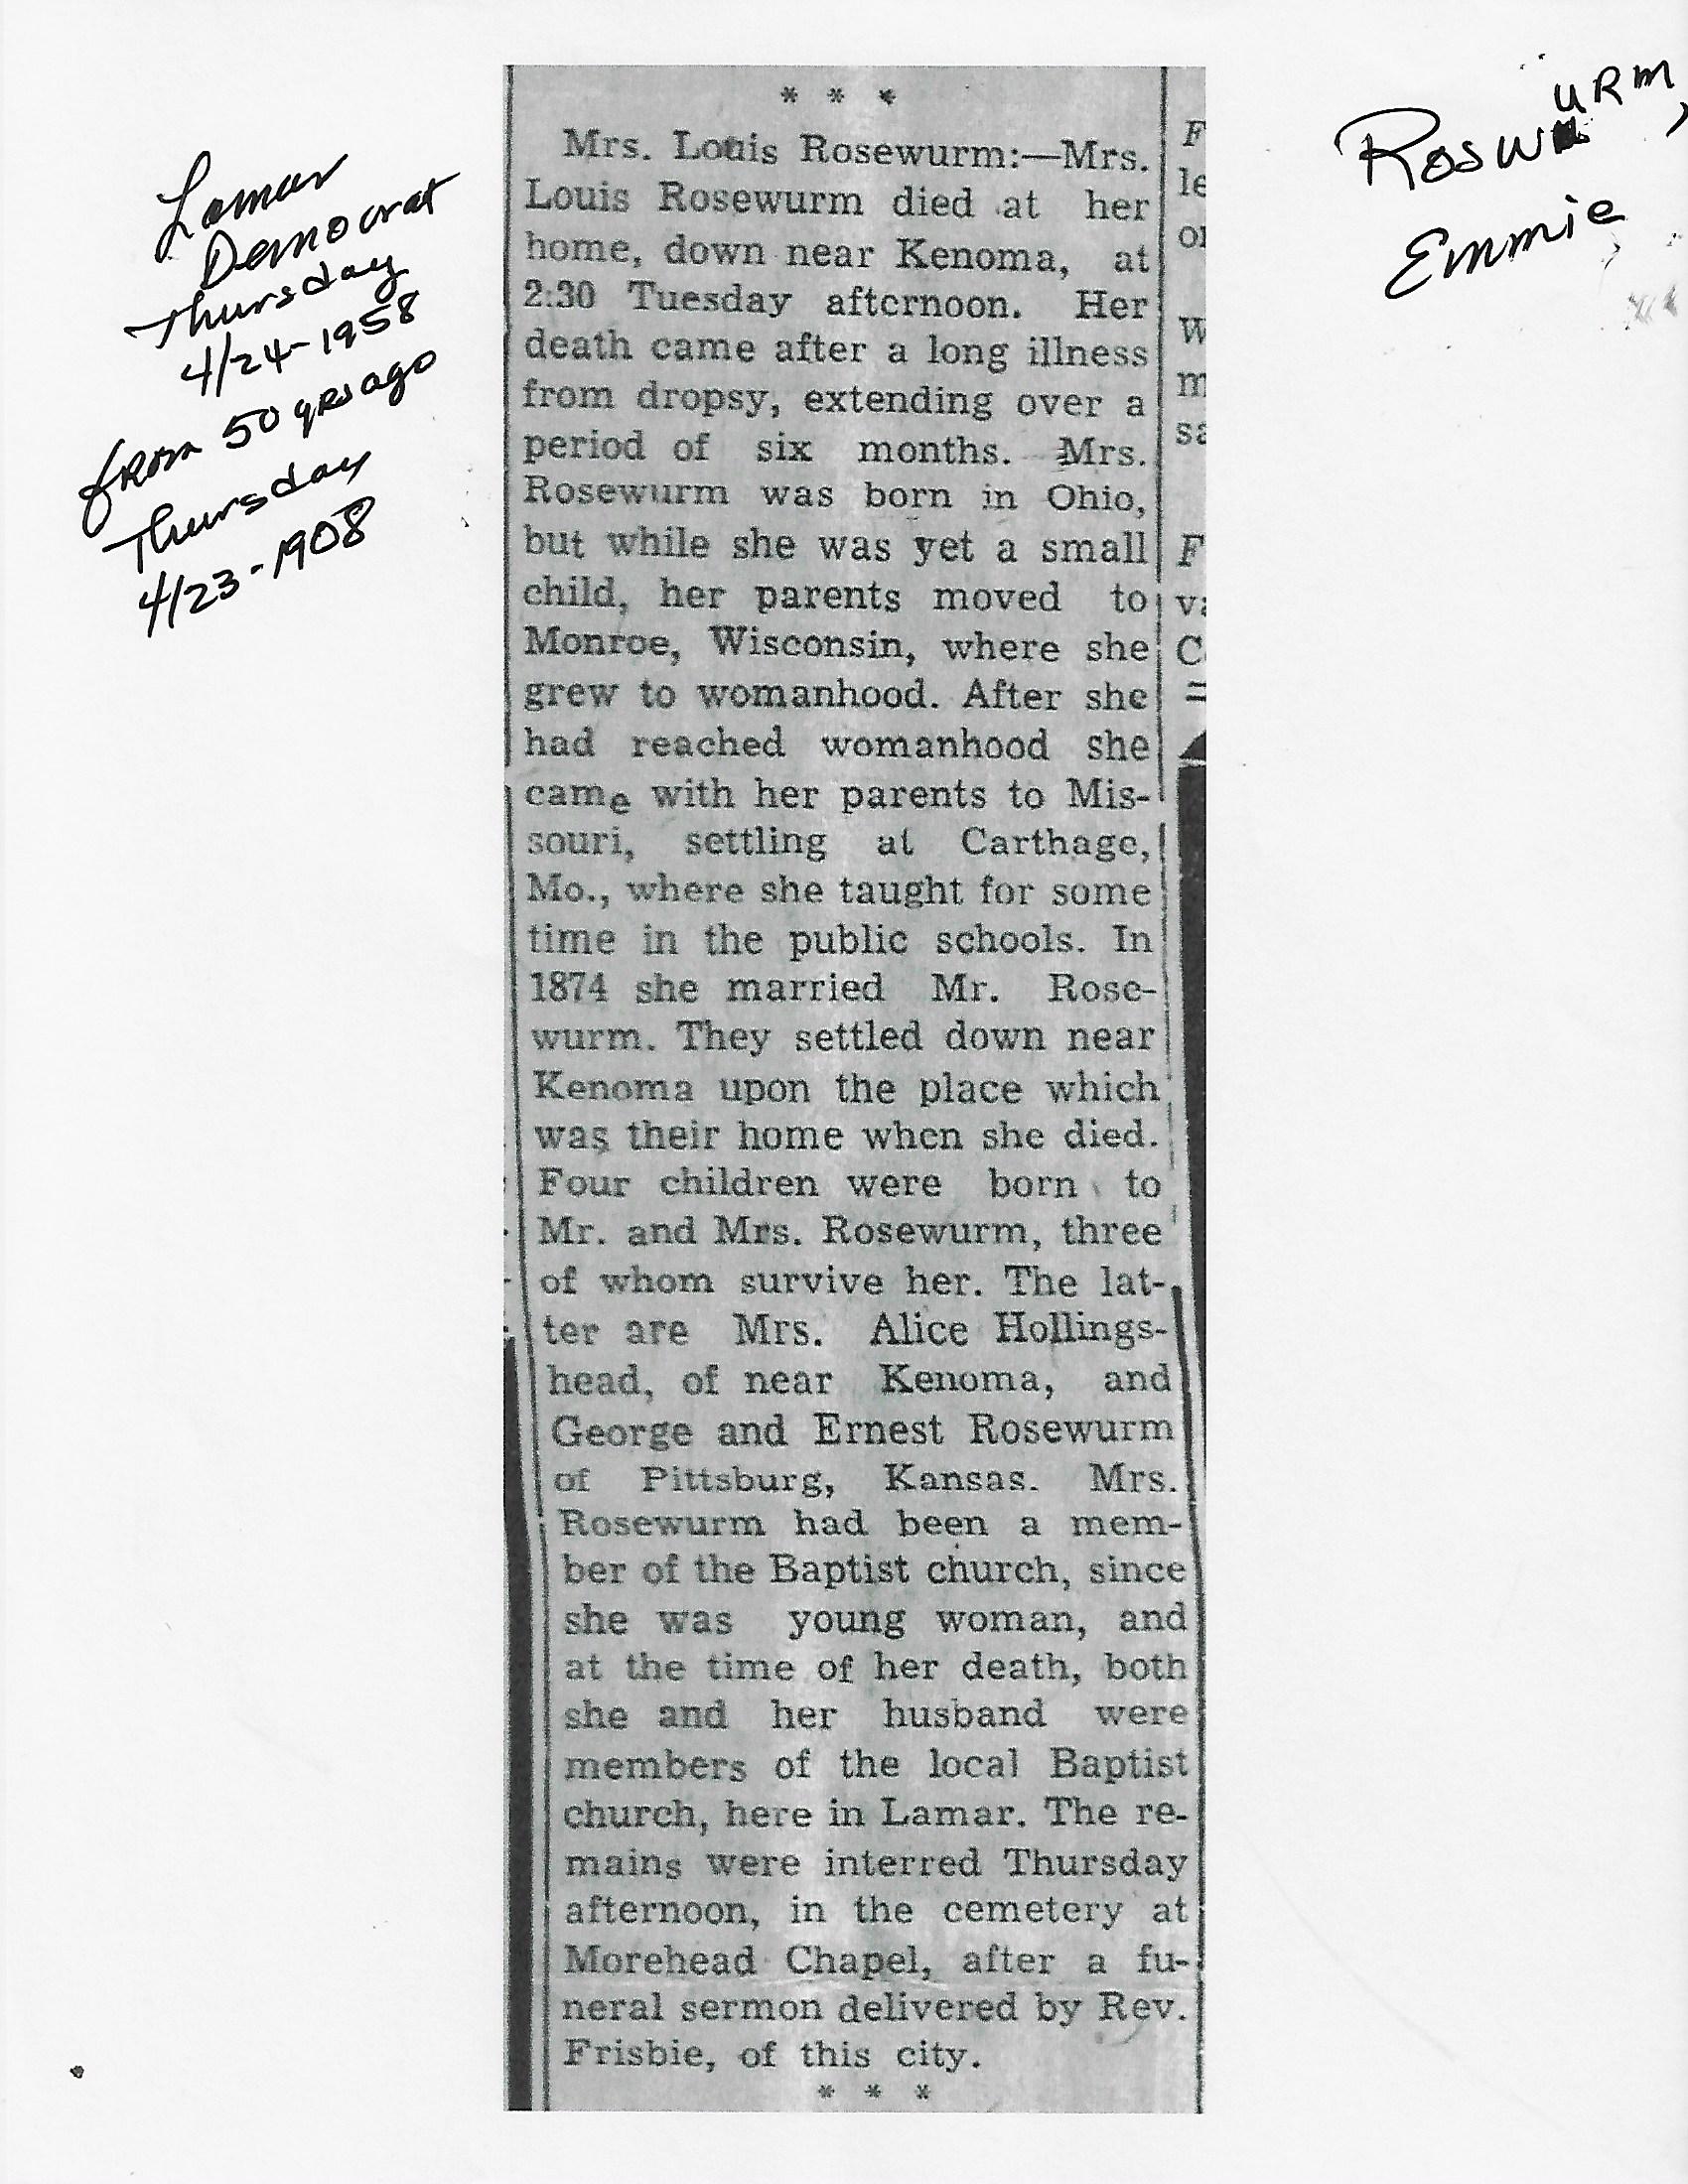 Lamar
Democrat
Thursday
4/24-1958
from 50 yrs ago
Thursday
4/23-1908
Roswurm,
Emmie
* * *
Mrs. Louis Rosewurm:—Mrs.
Louis Rosewurm died at her
home, down near Kenoma, at
2:30 Tuesday afternoon. Her
death came after a long illness
from dropsy, extending over a
period of six months. Mrs.
Rosewurm was born in Ohio,
but while she was yet a small
child, her parents moved to
Monroe, Wisconsin, where she
grew to womanhood. After she
had reached womanhood she
came with her parents to Mis-
souri, settling at Carthage,
Mo., where she taught for some
time in the public schools. In
1874 she married Mr. Rose-
wurm. They settled down near
Kenoma upon the place which
was their home when she died.
Four children were born to
Mr. and Mrs. Rosewurm, three
of whom survive her. The lat-
ter are Mrs. Alice Hollings-
head, of near Kenoma, and
George and Ernest Rosewurm
of Pittsburg, Kansas. Mrs.
Rosewurm had been a mem-
ber of the Baptist church, since
she was young woman, and
at the time of her death, both
she and her husband were
members of the local Baptist
church, here in Lamar. The re-
mains were interred Thursday
afternoon, in the cemetery at
Morehead Chapel, after a fu-
neral sermon delivered by Rev.
Frisbie, of this city.
* * *